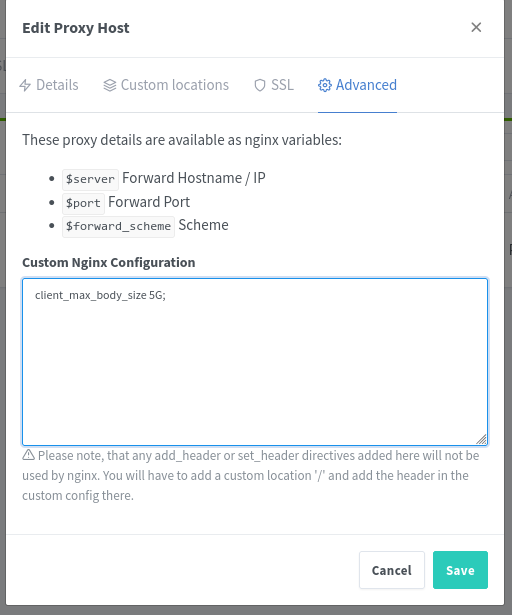 Edit Proxy Host
Details
Custom locations
SSL
Advanced
These proxy details are available as nginx variables:
$server Forward Hostname / IP
$port Forward Port
$forward_scheme Scheme
Custom Nginx Configuration
client_max_body_size 5G;
Please note, that any add_header or set_header directives added here will not be
used by nginx. You will have to add a custom location '/' and add the header in the
custom config there.
Cancel
Save